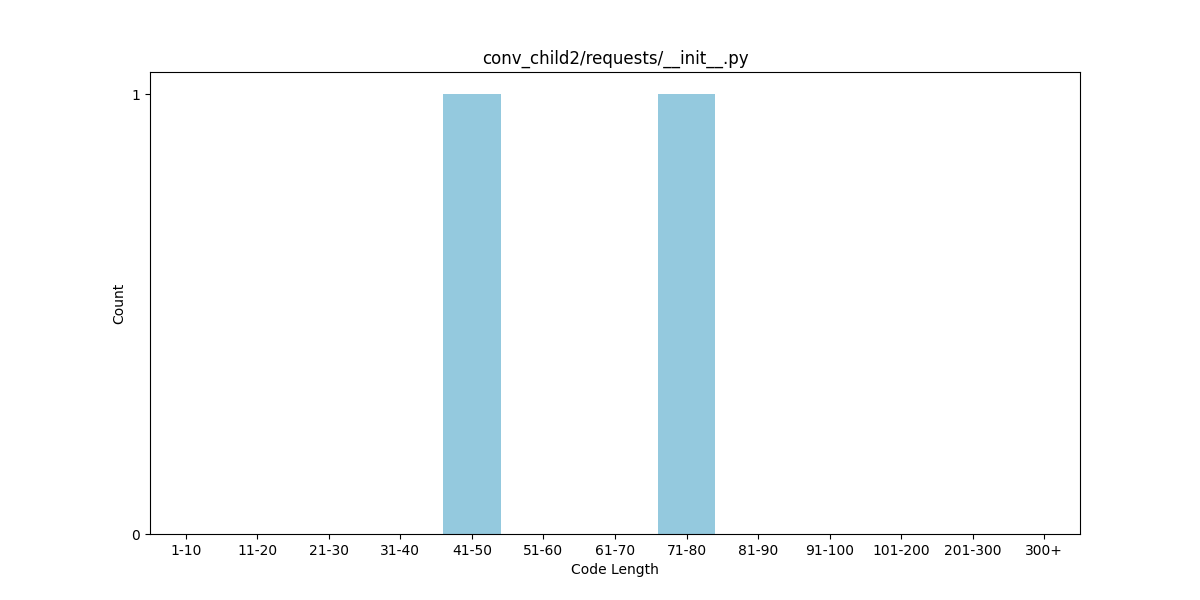 conv_child2/requests/__init__.py
1
Count
0
1-10 11-20 21-30 31-40 41-50 51-60 61-70 71-80 81-90 91-100 101-200 201-300 300+
Code Length